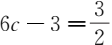 6c − 3 = 3/2